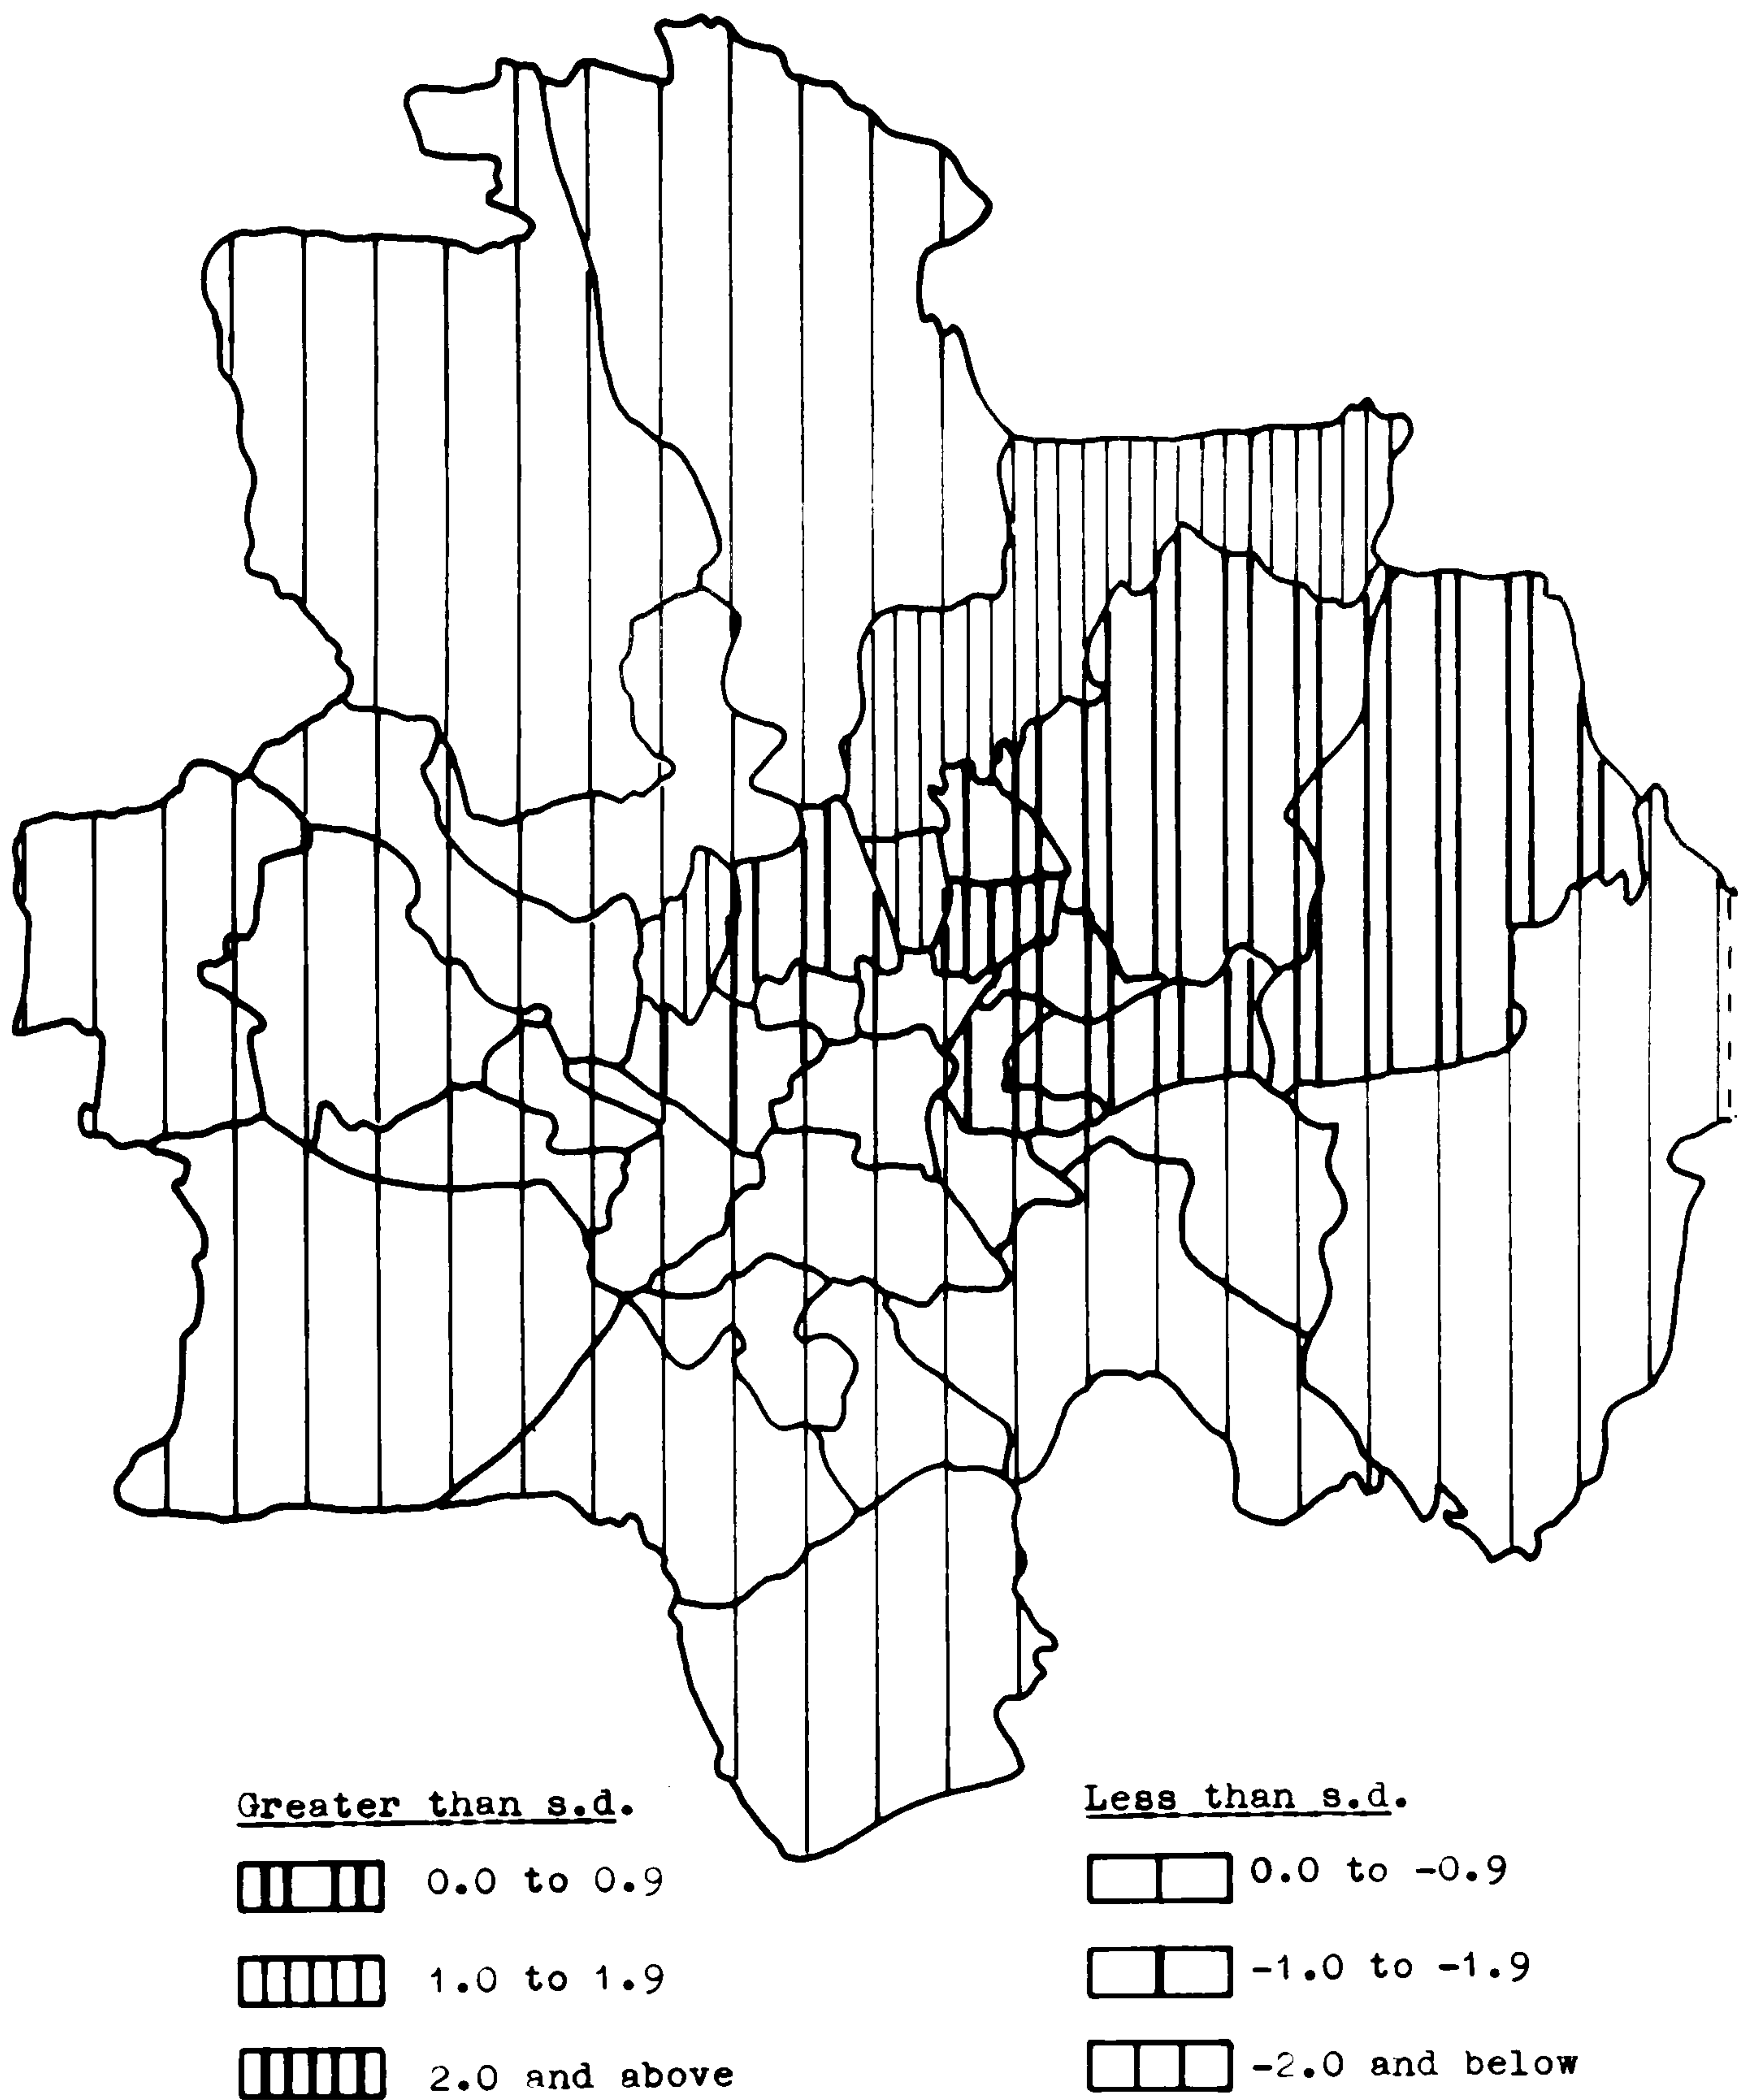 Greater than s.d.
0.0 to 0.9
1.0 to 1.9
2.0 and above
Less than s.d.
0.0 to -0.9
-1.0 to -1.9
-2.0 and below